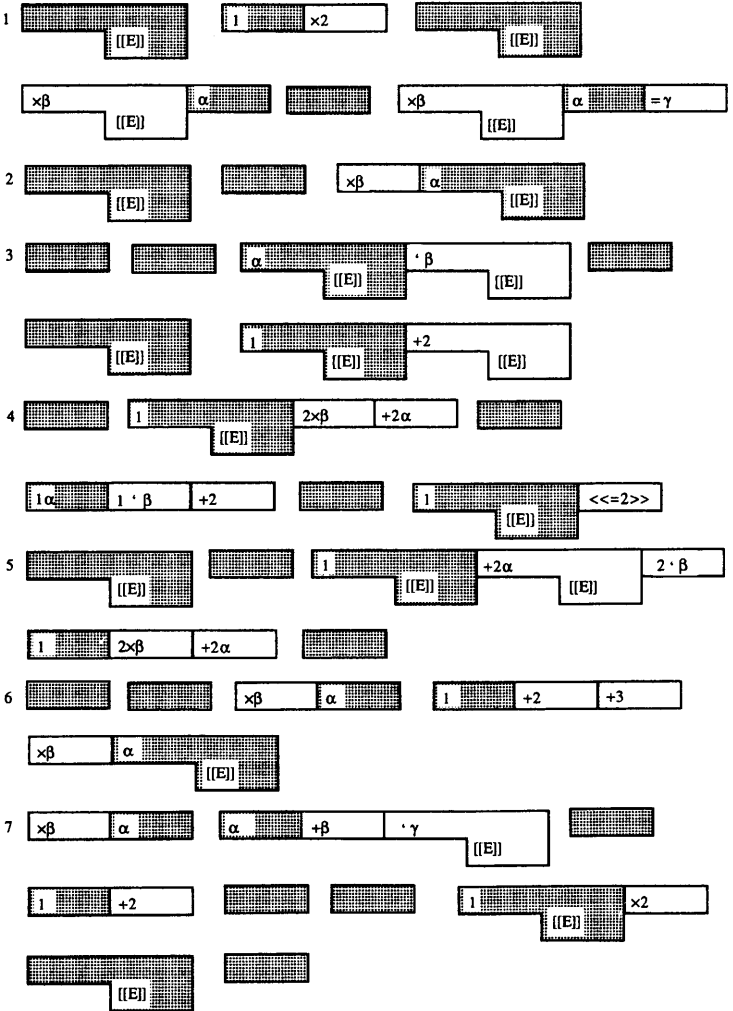 1 [[E]] 1 ×2 [[E]]
×β [[E]] α ×β [[E]] α = γ
2 [[E]] ×β α [[E]]
3 α [[E]] ‘ β [[E]]
[[E]] 1 [[E]] +2 [[E]]
4 1 [[E]] 2×β +2α
1α 1 ‘ β +2 1 [[E]] <<=2>>
5 [[E]] 1 [[E]] +2α [[E]] 2 ‘ β
1 2×β +2α
6 ×β α 1 +2 +3
×β α [[E]]
7 ×β α α +β ‘ γ [[E]]
1 +2 1 [[E]] ×2
[[E]]